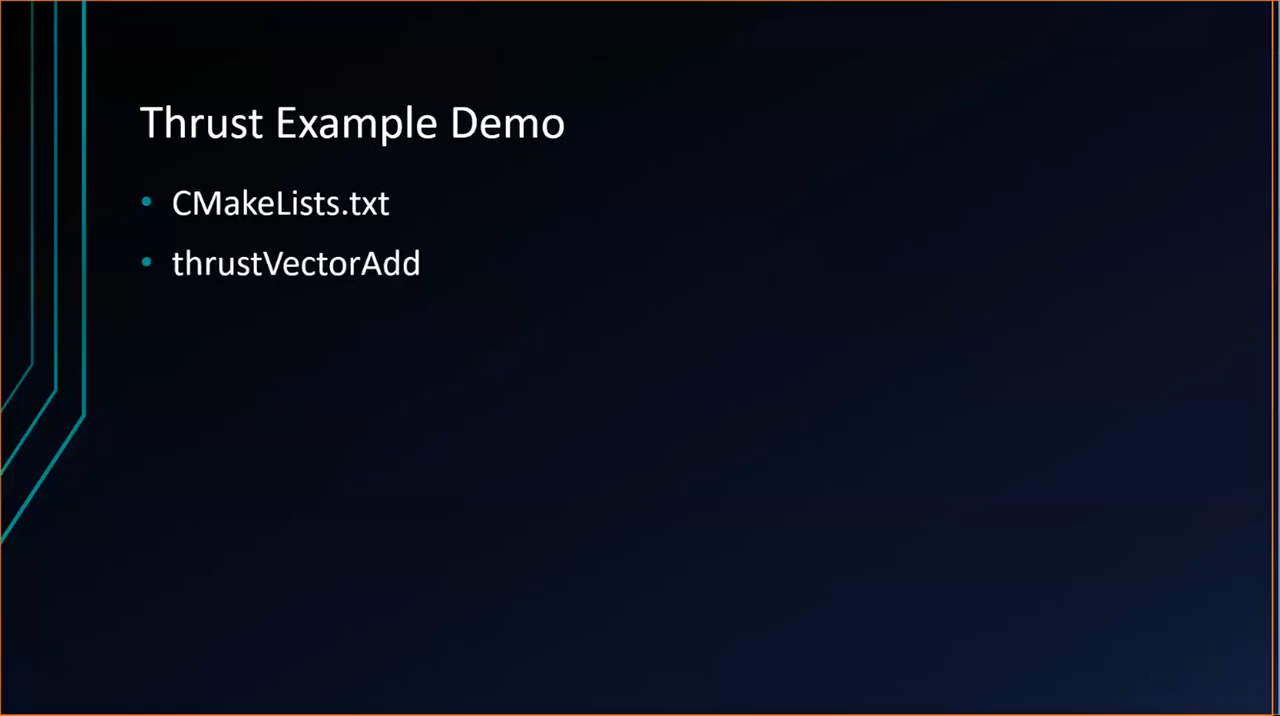 Thrust Example Demo
• CMakeLists.txt
• thrustVectorAdd